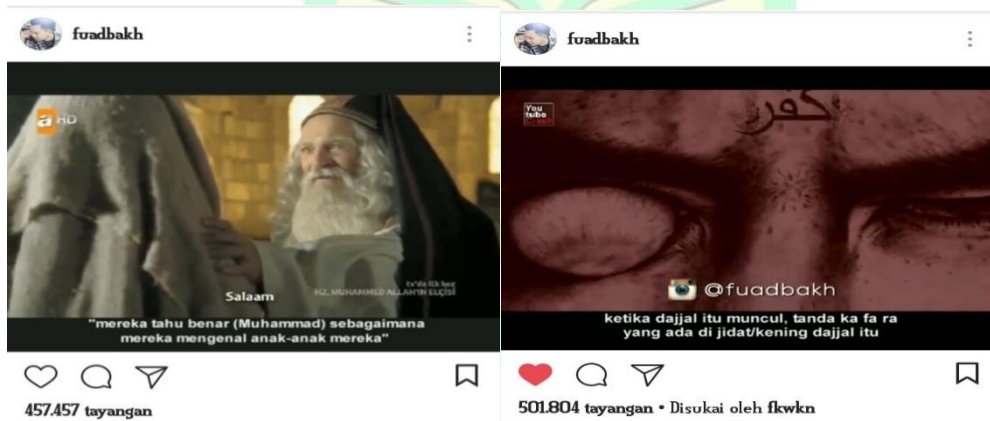 fuadbakh
a HD
tv'de ilk kez
HZ. MUHAMMED ALLAH'IN ELÇİSİ
Salaam
"mereka tahu benar (Muhammad) sebagaimana
mereka mengenal anak-anak mereka"
457.457 tayangan
fuadbakh
You
tube
Crash
كفر
@fuadbakh
ketika dajjal itu muncul, tanda ka fa ra
yang ada di jidat/kening dajjal itu
501.804 tayangan • Disukai oleh fkwkn